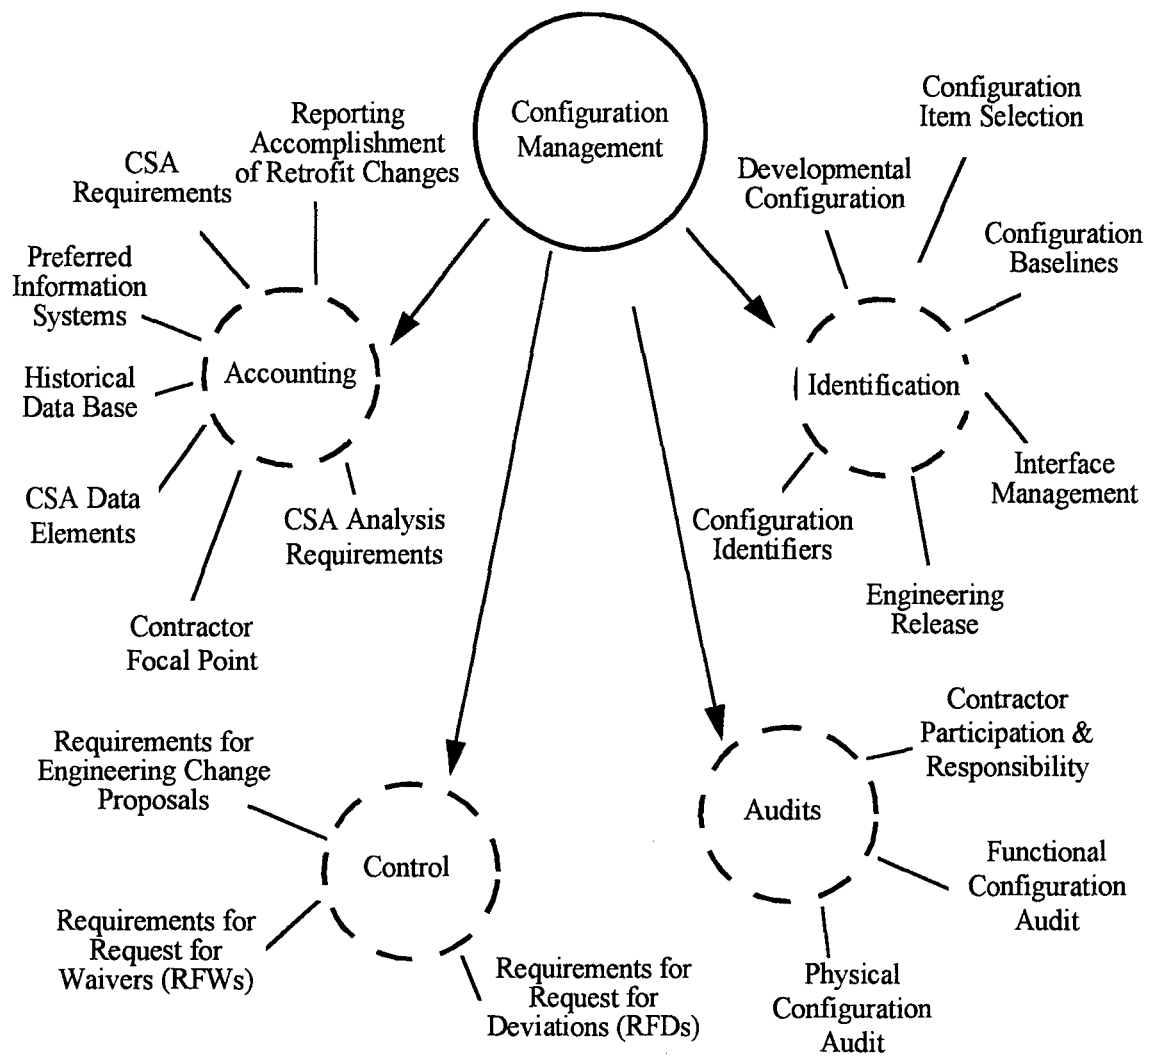 Configuration
Management
Reporting
Accomplishment
of Retrofit Changes
CSA
Requirements
Preferred
Information
Systems
Historical
Data Base
CSA Data
Elements
Contractor
Focal Point
CSA Analysis
Requirements
Accounting
Configuration
Item Selection
Developmental
Configuration
Configuration
Baselines
Identification
Interface
Management
Configuration
Identifiers
Engineering
Release
Requirements for
Engineering Change
Proposals
Control
Requirements for
Request for
Waivers (RFWs)
Requirements for
Request for
Deviations (RFDs)
Contractor
Participation &
Responsibility
Audits
Functional
Configuration
Audit
Physical
Configuration
Audit